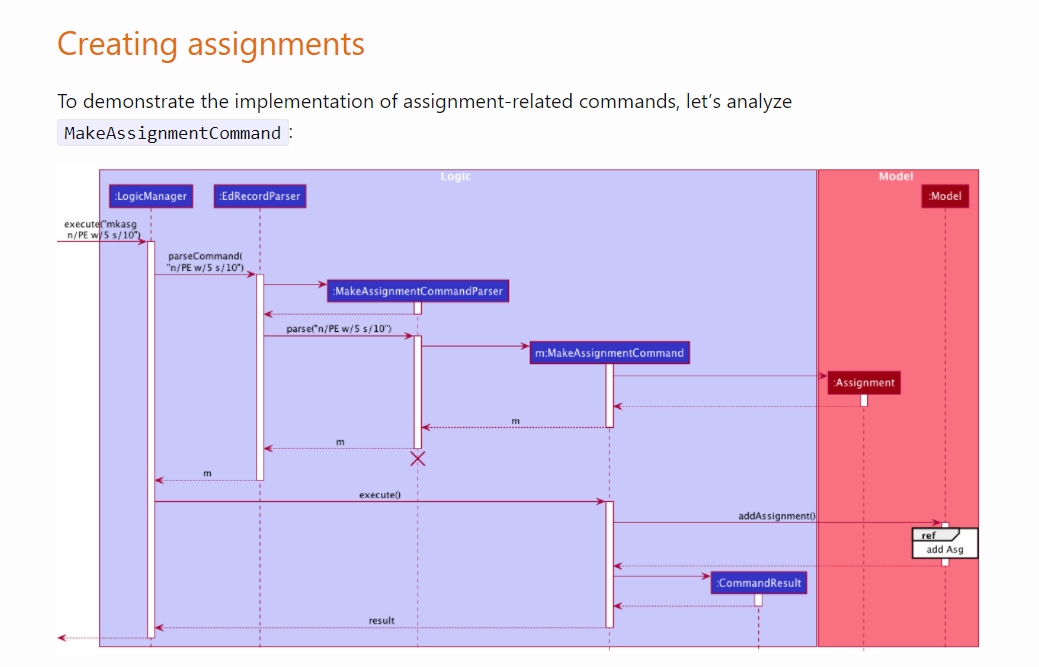 Creating assignments
To demonstrate the implementation of assignment-related commands, let's analyze
MakeAssignmentCommand:
Logic
Model
:LogicManager
:EdRecordParser
:Model
execute("mkasg
n/PE w/5 s/10")
parseCommand(
"n/PE w/5 s/10")
:MakeAssignmentCommandParser
parse("n/PE w/5 s/10")
m:MakeAssignmentCommand
:Assignment
m
m
m
execute()
addAssignment()
ref
add Asg
:CommandResult
result